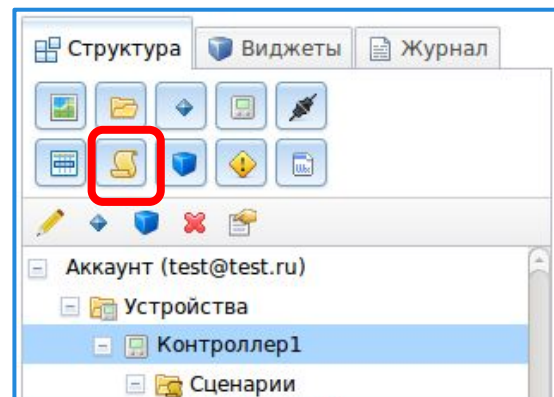 Структура Виджеты Журнал
Аккаунт (test@test.ru)
Устройства
Контроллер1
Сценарии